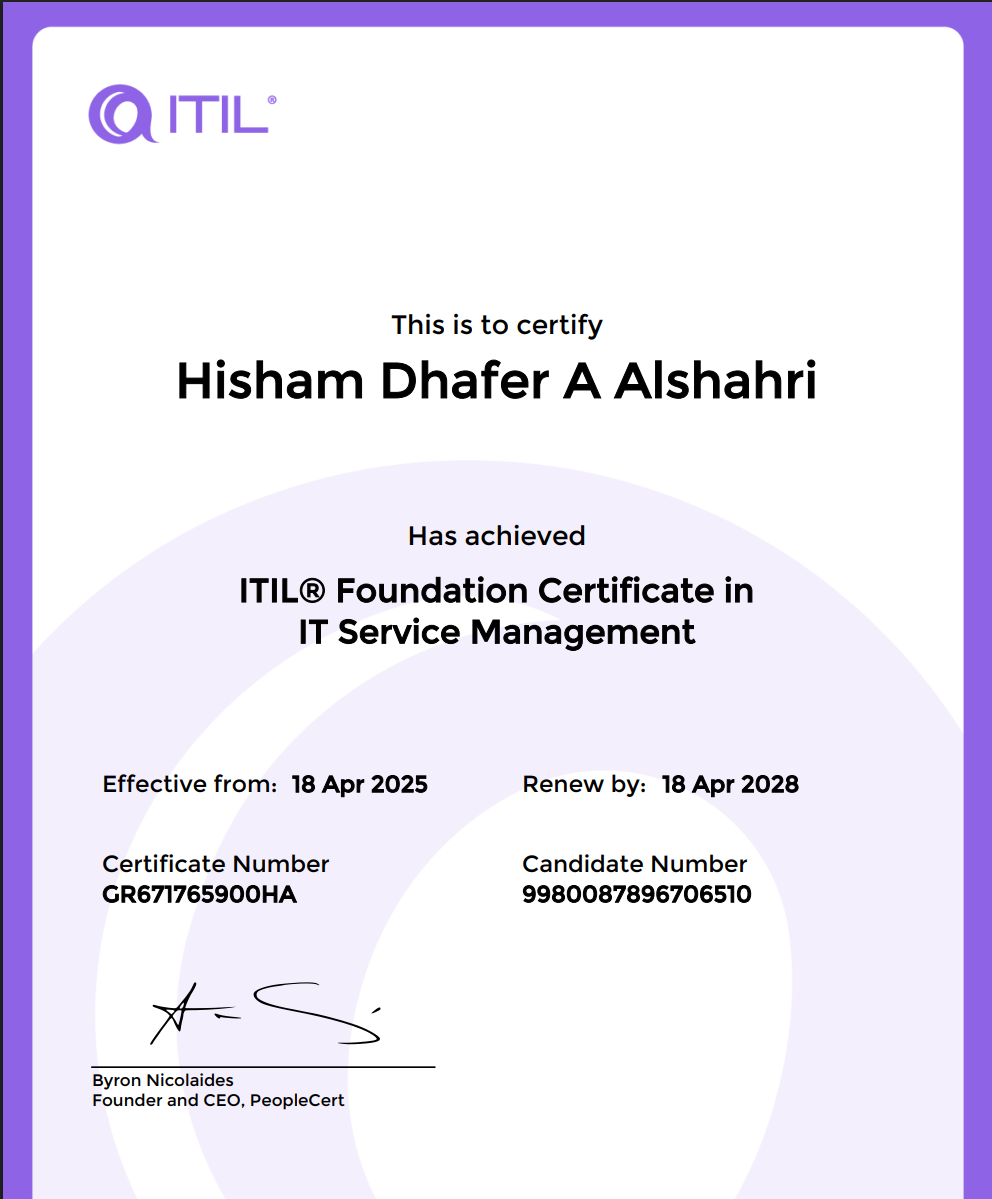 ITIL®
This is to certify
Hisham Dhafer A Alshahri
Has achieved
ITIL® Foundation Certificate in
IT Service Management
Effective from: 18 Apr 2025 Renew by: 18 Apr 2028
Certificate Number Candidate Number
GR671765900HA 9980087896706510
Byron Nicolaides
Founder and CEO, PeopleCert